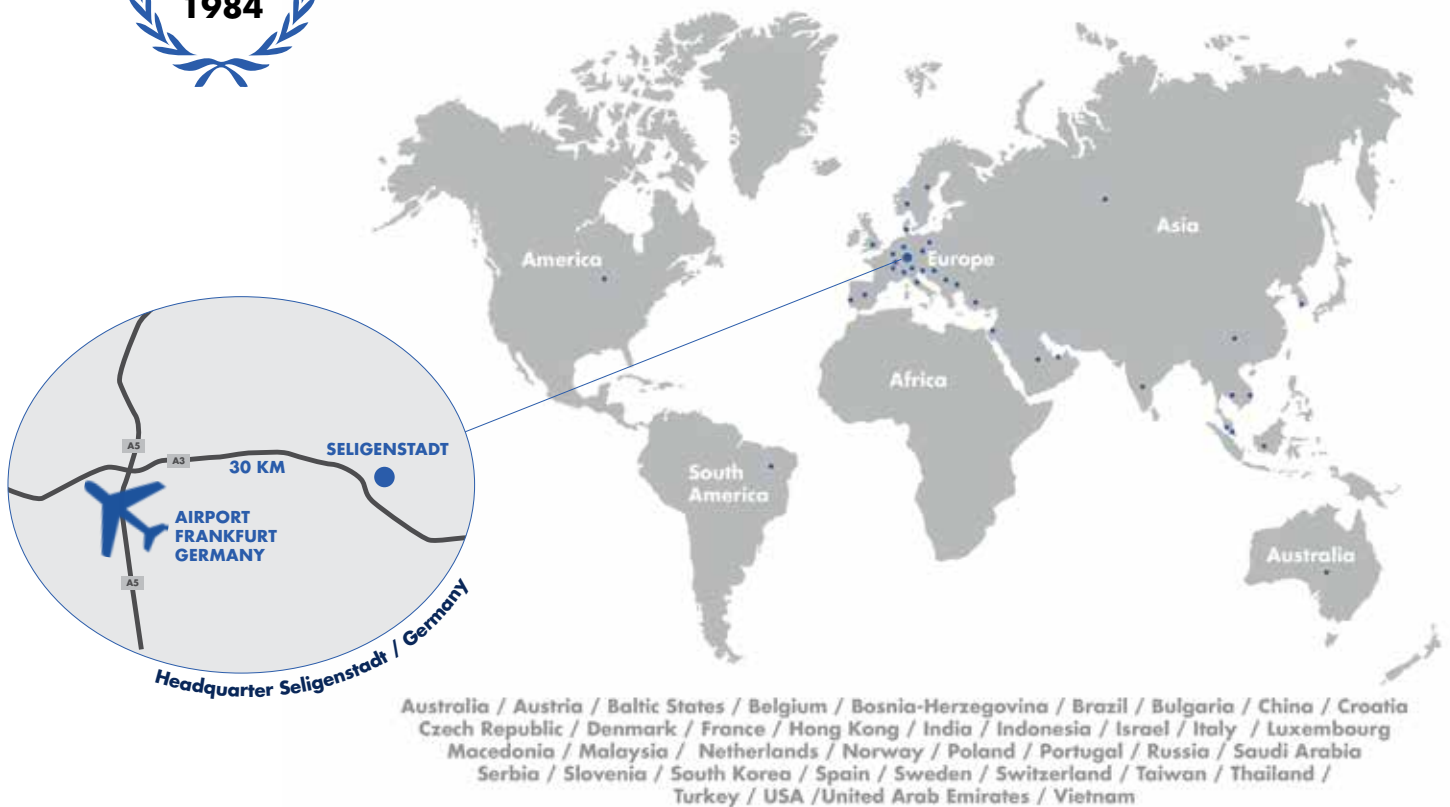 1984
Asia
America
Europe
Africa
South
America
Australia
A5
A3
30 KM
SELIGENSTADT
AIRPORT
FRANKFURT
GERMANY
A5
Headquarter Seligenstadt / Germany
Australia / Austria / Baltic States / Belgium / Bosnia-Herzegovina / Brazil / Bulgaria / China / Croatia
Czech Republic / Denmark / France / Hong Kong / India / Indonesia / Israel / Italy / Luxembourg
Macedonia / Malaysia / Netherlands / Norway / Poland / Portugal / Russia / Saudi Arabia
Serbia / Slovenia / South Korea / Spain / Sweden / Switzerland / Taiwan / Thailand /
Turkey / USA /United Arab Emirates / Vietnam